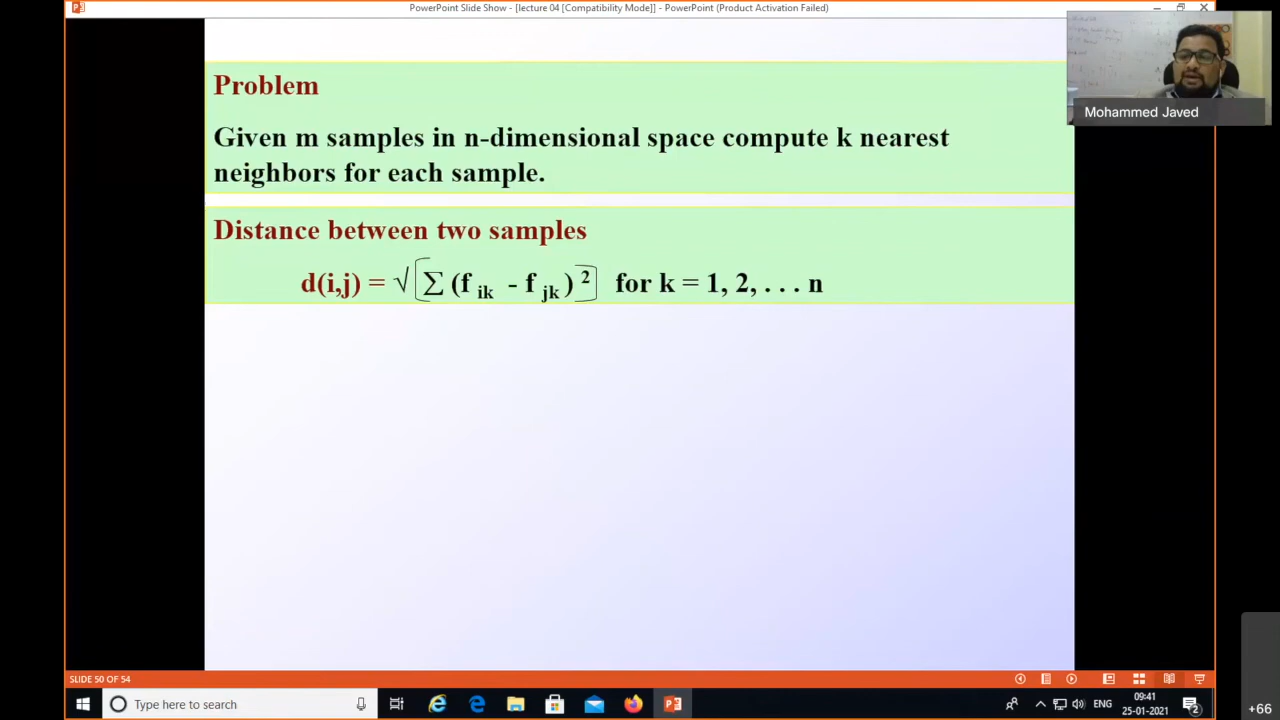 PowerPoint Slide Show - [lecture 04 [Compatibility Mode]] - PowerPoint (Product Activation Failed)
Mohammed Javed
Problem
Given m samples in n-dimensional space compute k nearest
neighbors for each sample.
Distance between two samples
d(i,j) = √ [∑ (f ik - f jk ) 2 ] for k = 1, 2, . . . n
SLIDE 50 OF 54
Type here to search
ENG
09:41
25-01-2021
2
+66